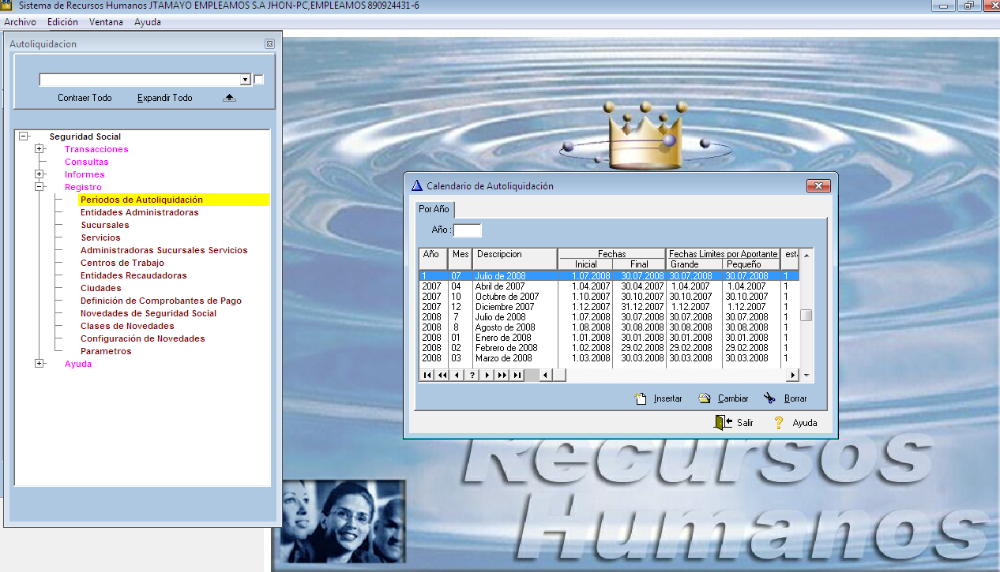 Sistema de Recursos Humanos JTAMAYO EMPLEAMOS S.A JHON-PC,EMPLEAMOS 890924431-6
Archivo Edición Ventana Ayuda
Autoliquidacion
Contraer Todo Expandir Todo
Seguridad Social
Transacciones
Consultas
Informes
Registro
Períodos de Autoliquidación
Entidades Administradoras
Sucursales
Servicios
Administradoras Sucursales Servicios
Centros de Trabajo
Entidades Recaudadoras
Ciudades
Definición de Comprobantes de Pago
Novedades de Seguridad Social
Clases de Novedades
Configuración de Novedades
Parametros
Ayuda
Calendario de Autoliquidación
Por Año
Año :
Año Mes Descripcion Fechas Fechas Limites por Aportante est
Inicial Final Grande Pequeño
1 07 Julio de 2008 1.07.2008 30.07.2008 30.07.2008 30.07.2008 1
2007 04 Abril de 2007 1.04.2007 30.04.2007 1.04.2007 1.04.2007 1
2007 10 Octubre de 2007 1.10.2007 30.10.2007 30.10.2007 30.10.2007 1
2007 12 Diciembre 2007 1.12.2007 31.12.2007 1.12.2007 1.12.2007 1
2008 7 Julio de 2008 1.07.2008 30.07.2008 30.07.2008 30.07.2008 1
2008 8 Agosto de 2008 1.08.2008 30.08.2008 30.08.2008 30.08.2008 1
2008 01 Enero de 2008 1.01.2008 30.01.2008 30.01.2008 30.01.2008 1
2008 02 Febrero de 2008 1.02.2008 29.02.2008 29.02.2008 29.02.2008 1
2008 03 Marzo de 2008 1.03.2008 30.03.2008 30.03.2008 30.03.2008 1
Insertar Cambiar Borrar
Salir Ayuda
Recursos
Humanos